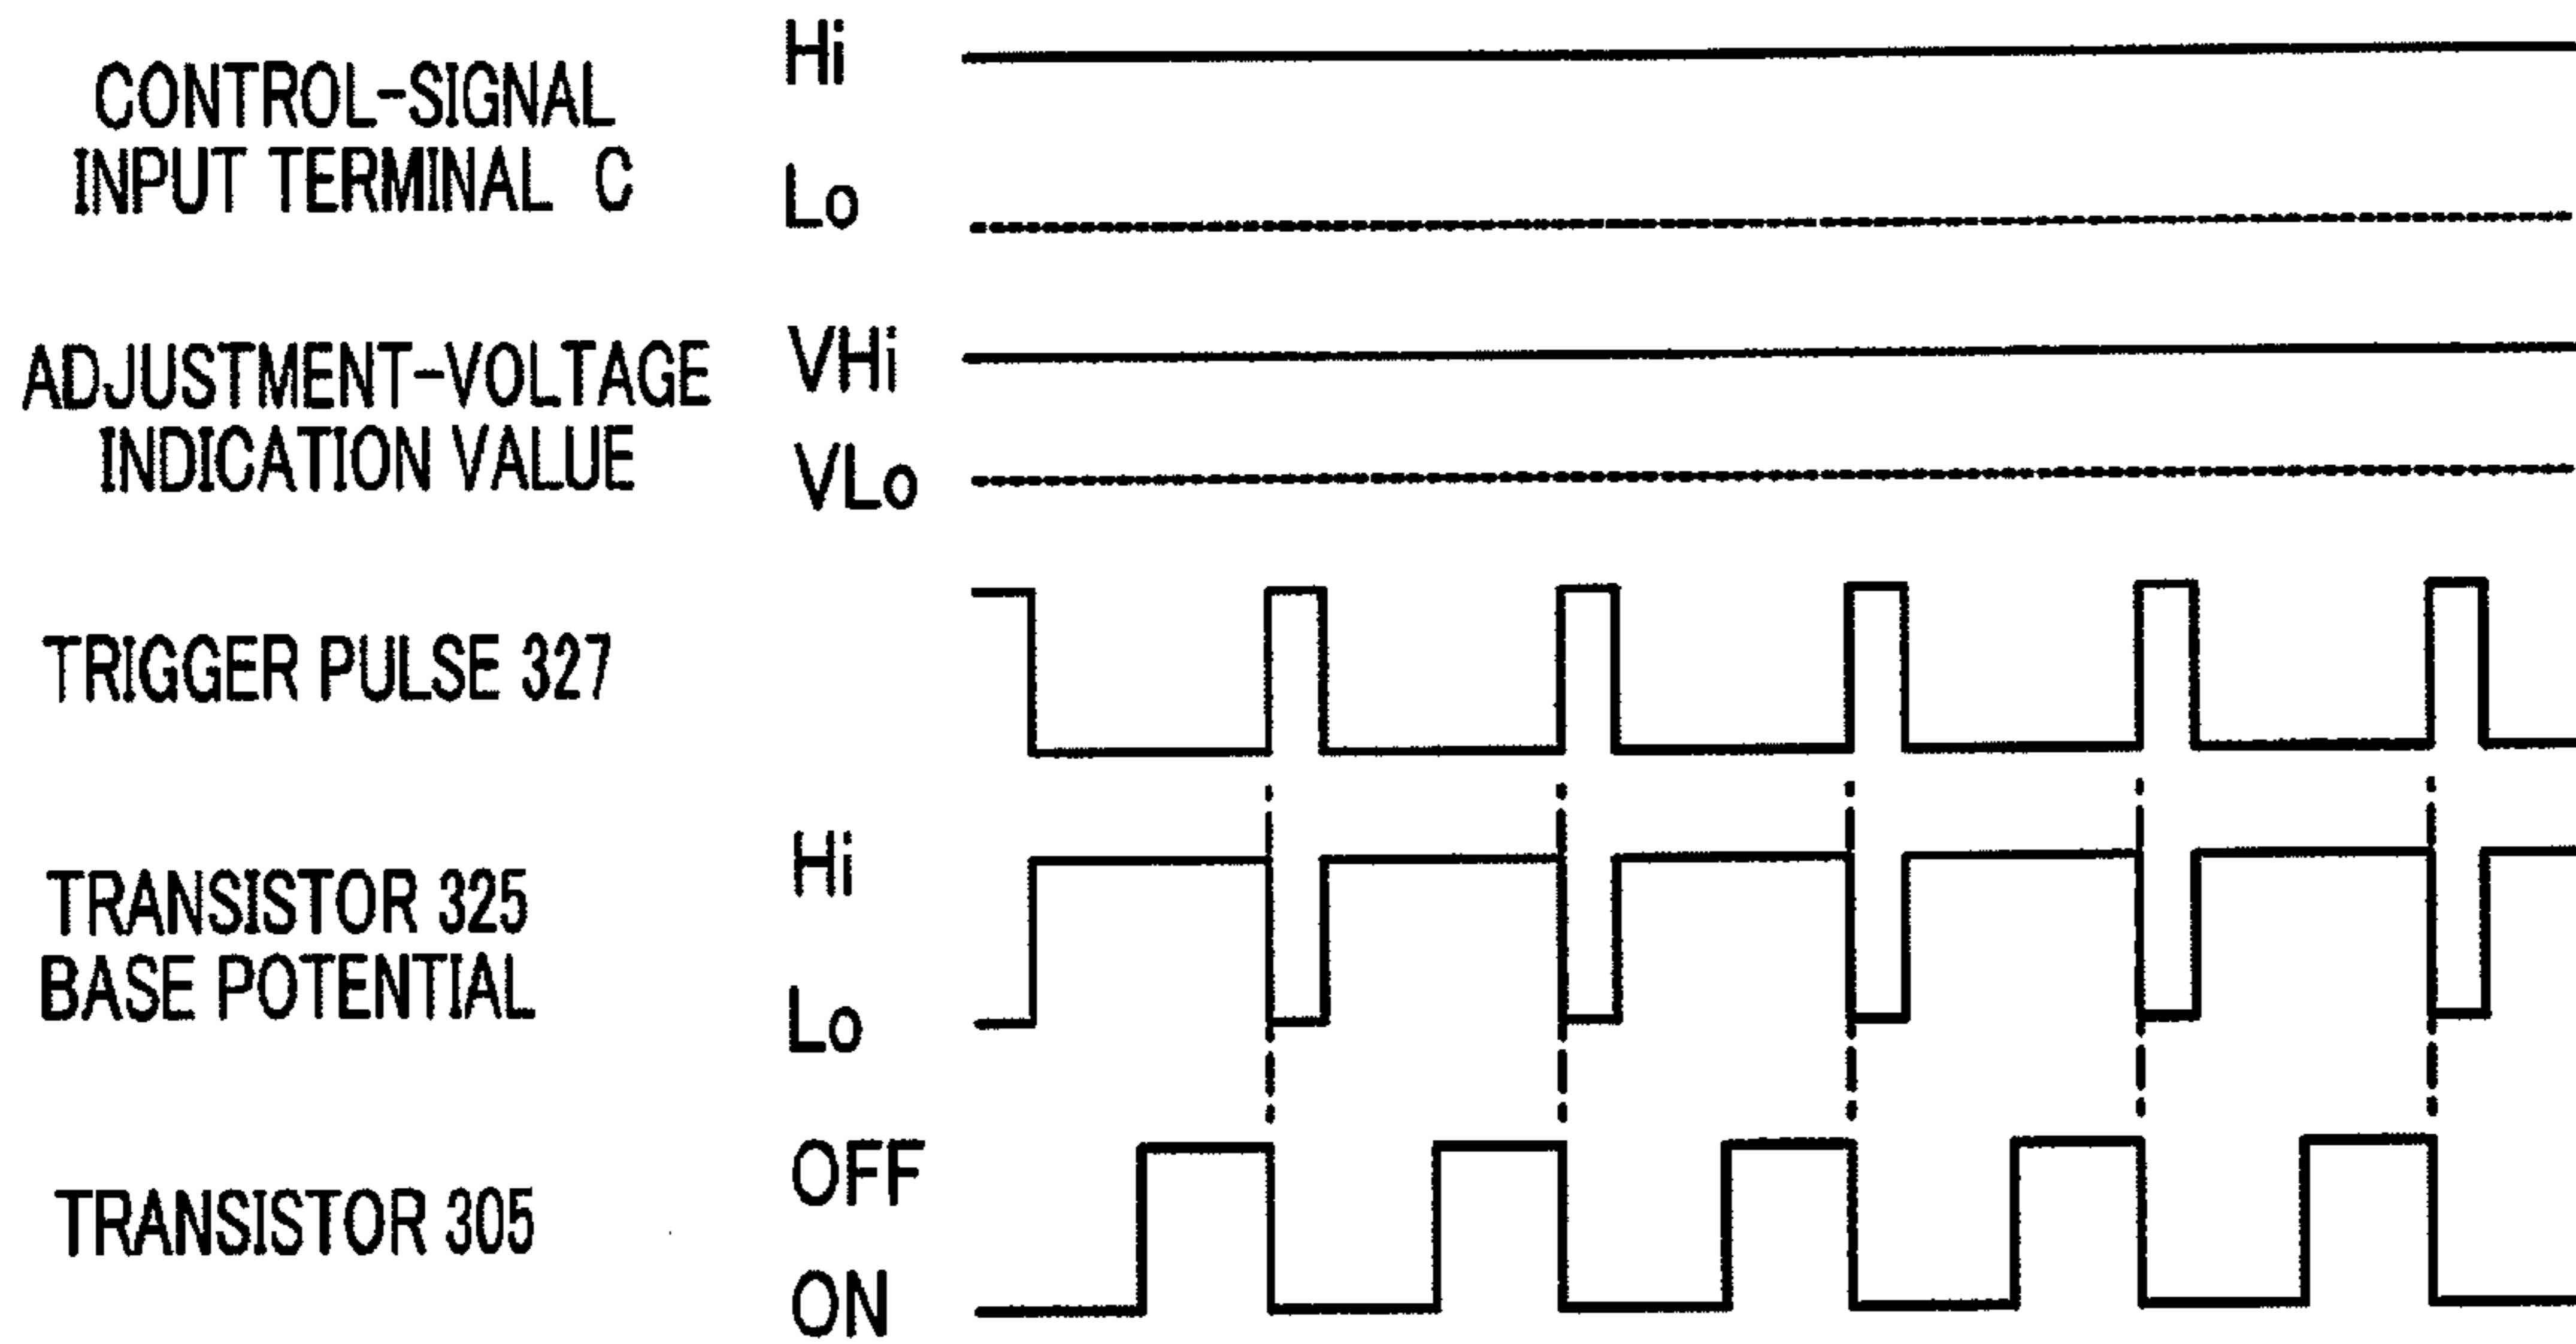 CONTROL-SIGNAL
INPUT TERMINAL C
Hi
Lo
ADJUSTMENT-VOLTAGE
INDICATION VALUE
VHi
VLo
TRIGGER PULSE 327
TRANSISTOR 325
BASE POTENTIAL
Hi
Lo
TRANSISTOR 305
OFF
ON